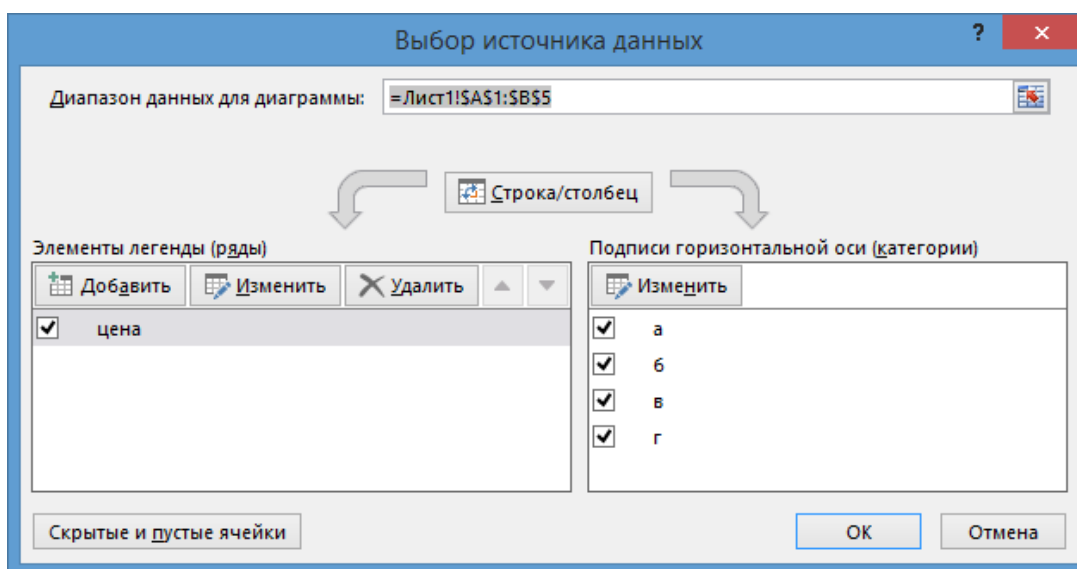 Выбор источника данных
?
Диапазон данных для диаграммы: =Лист1!$A$1:$B$5
Строка/столбец
Элементы легенды (ряды)
Добавить Изменить Удалить
цена
Подписи горизонтальной оси (категории)
Изменить
а
б
в
г
Скрытые и пустые ячейки
ОК Отмена